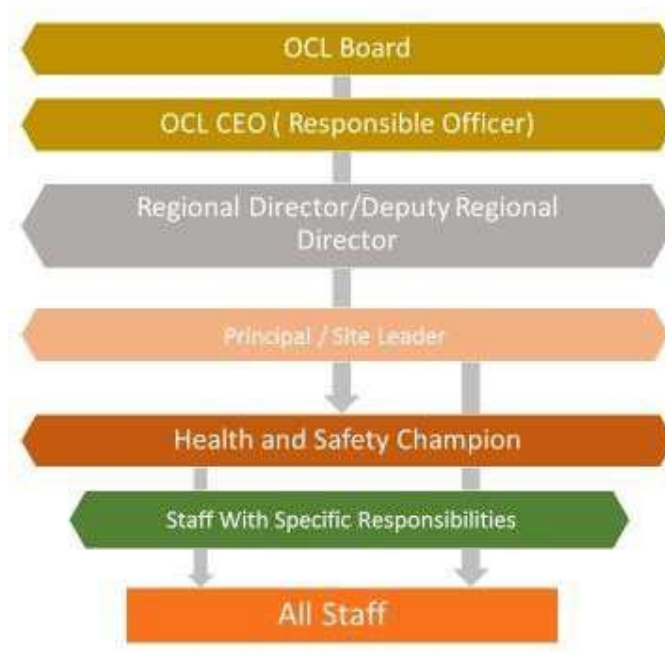 OCL Board
OCL CEO ( Responsible Officer)
Regional Director/Deputy Regional
Director
Principal / Site Leader
Health and Safety Champion
Staff With Specific Responsibilities
All Staff